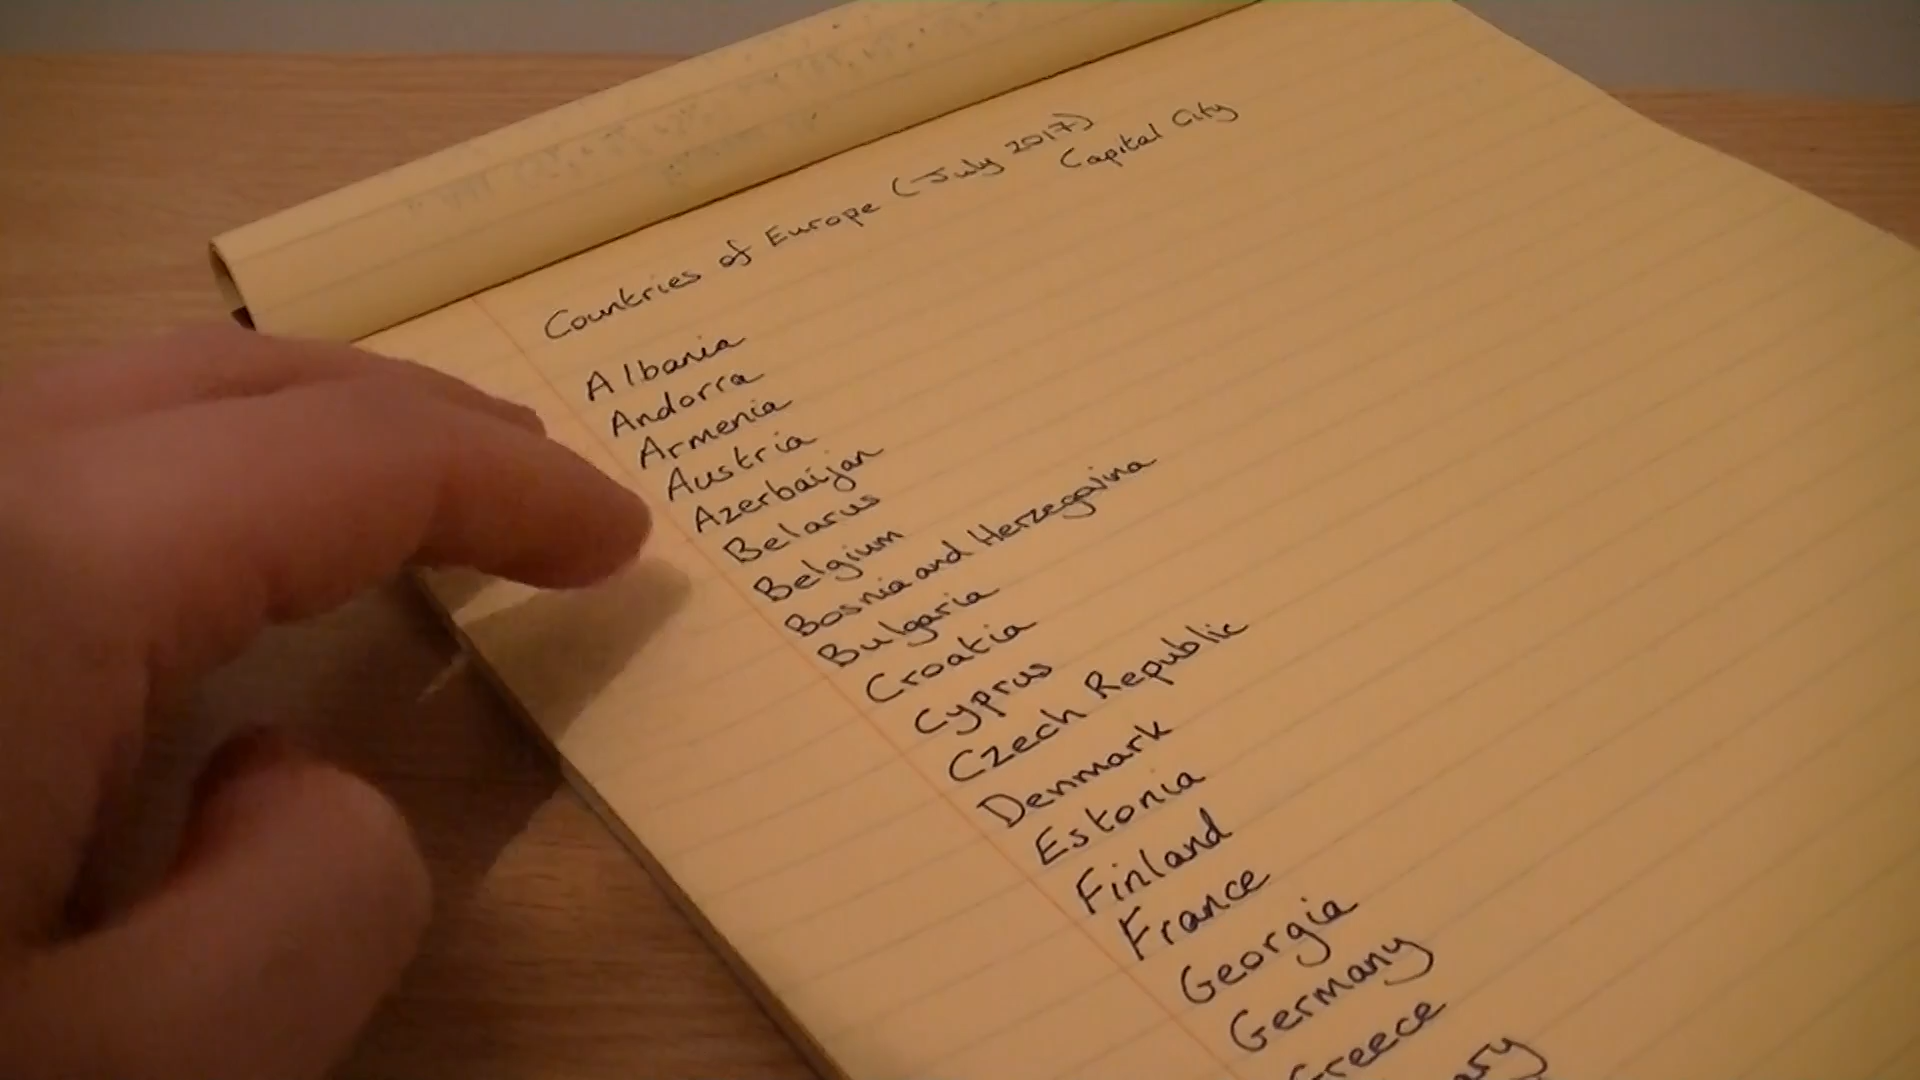 Countries of Europe (July 2017)
Capital City
Albania
Andorra
Armenia
Austria
Azerbaijan
Belarus
Belgium
Bosnia and Herzegovina
Bulgaria
Croatia
Cyprus
Czech Republic
Denmark
Estonia
Finland
France
Georgia
Germany
Greece